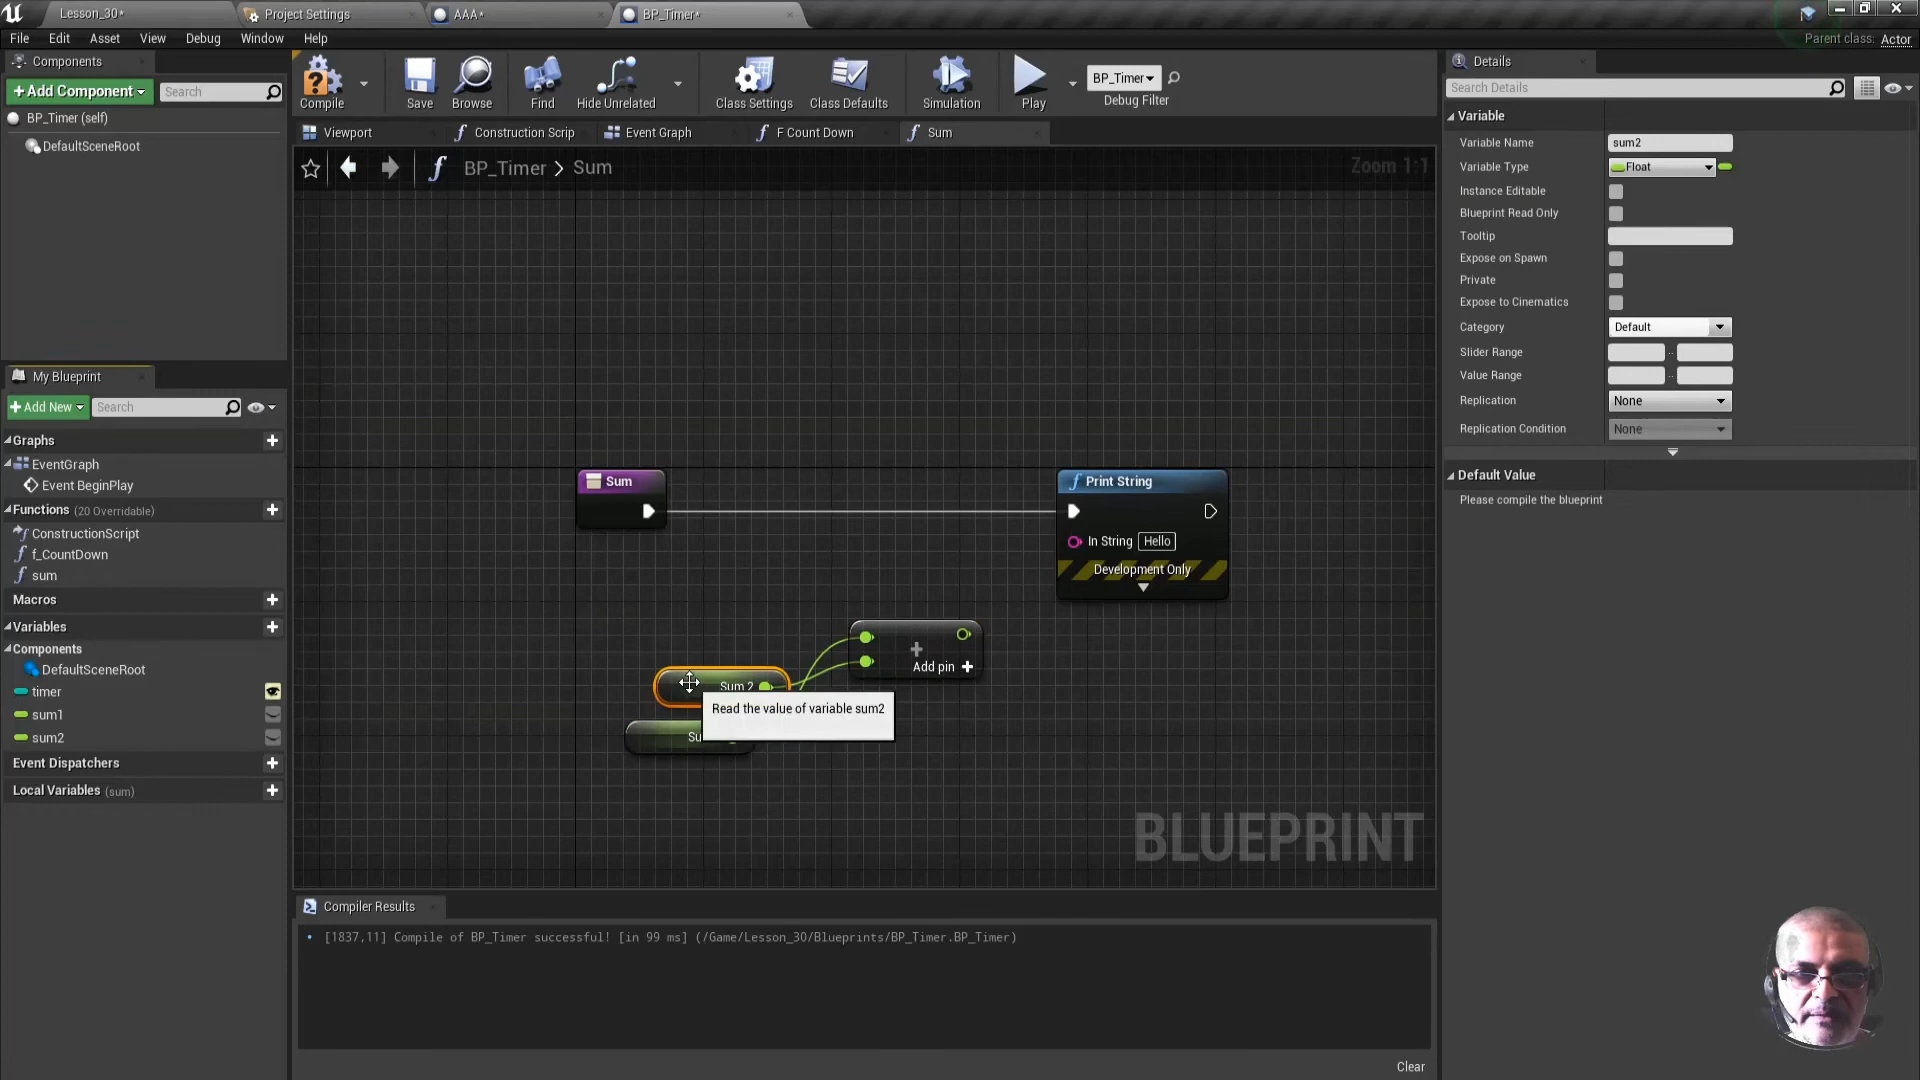 Lesson_30*
Project Settings
AAA*
BP_Timer*
File
Edit
Asset
View
Debug
Window
Help
Parent class: Actor
Components
+Add Component
Search
BP_Timer (self)
DefaultSceneRoot
Compile
Save
Browse
Find
Hide Unrelated
Class Settings
Class Defaults
Simulation
Play
BP_Timer
Debug Filter
Viewport
Construction Scrip
Event Graph
F Count Down
Sum
BP_Timer > Sum
Zoom 1:1
Sum
Print String
In String Hello
Development Only
Add pin
Sum 2
Read the value of variable sum2
Su
BLUEPRINT
My Blueprint
+Add New
Search
Graphs
EventGraph
Event BeginPlay
Functions (20 Overridable)
ConstructionScript
f_CountDown
sum
Macros
Variables
Components
DefaultSceneRoot
timer
sum1
sum2
Event Dispatchers
Local Variables (sum)
Compiler Results
[1837,11] Compile of BP_Timer successful! [in 99 ms] (/Game/Lesson_30/Blueprints/BP_Timer.BP_Timer)
Clear
Details
Search Details
Variable
Variable Name sum2
Variable Type Float
Instance Editable
Blueprint Read Only
Tooltip
Expose on Spawn
Private
Expose to Cinematics
Category Default
Slider Range
Value Range
Replication None
Replication Condition None
Default Value
Please compile the blueprint